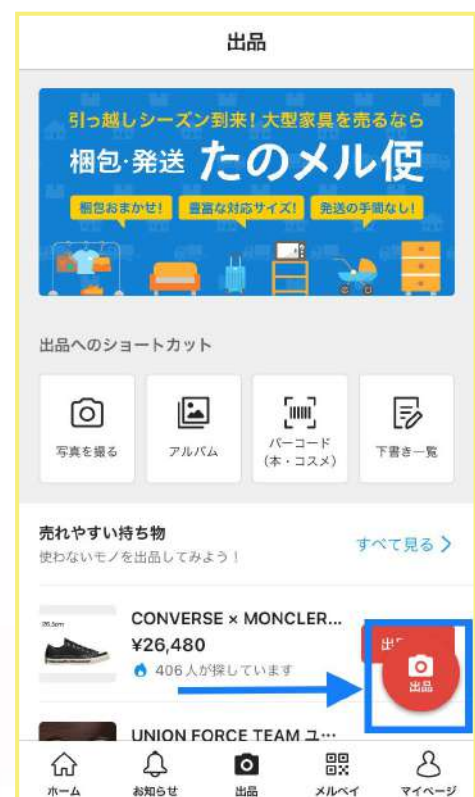 出品
引っ越しシーズン到来!大型家具を売るなら
梱包·発送 たのメル便
梱包おまかせ! 豊富な対応サイズ! 発送の手間なし!
出品へのショートカット
写真を撮る
アルバム
バーコード
(本・コスメ)
下書き一覧
売れやすい持ち物
すべて見る
使わないモノを出品してみよう!
26.5cm
CONVERSE × MONCLER...
¥26,480
406人が探しています
出品
UNION FORCE TEAM ユ...
ホーム
お知らせ
出品
メルペイ
マイページ